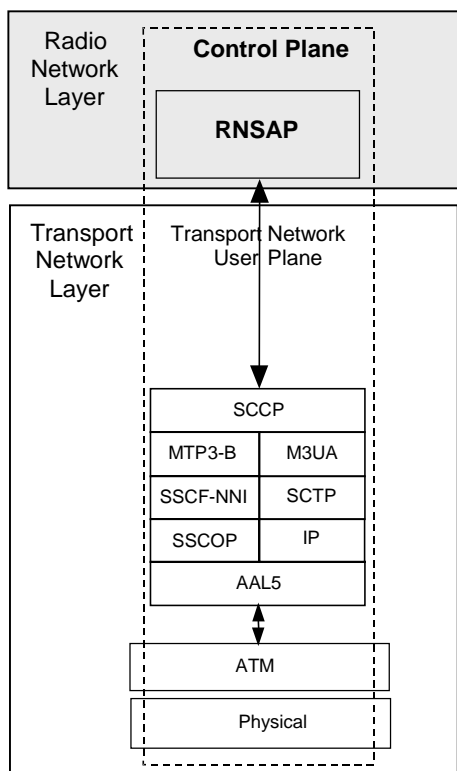 Radio
Network
Layer
Control Plane
RNSAP
Transport
Network
Layer
Transport Network
User Plane
SCCP
MTP3-B
M3UA
SSCF-NNI
SCTP
SSCOP
IP
AAL5
ATM
Physical